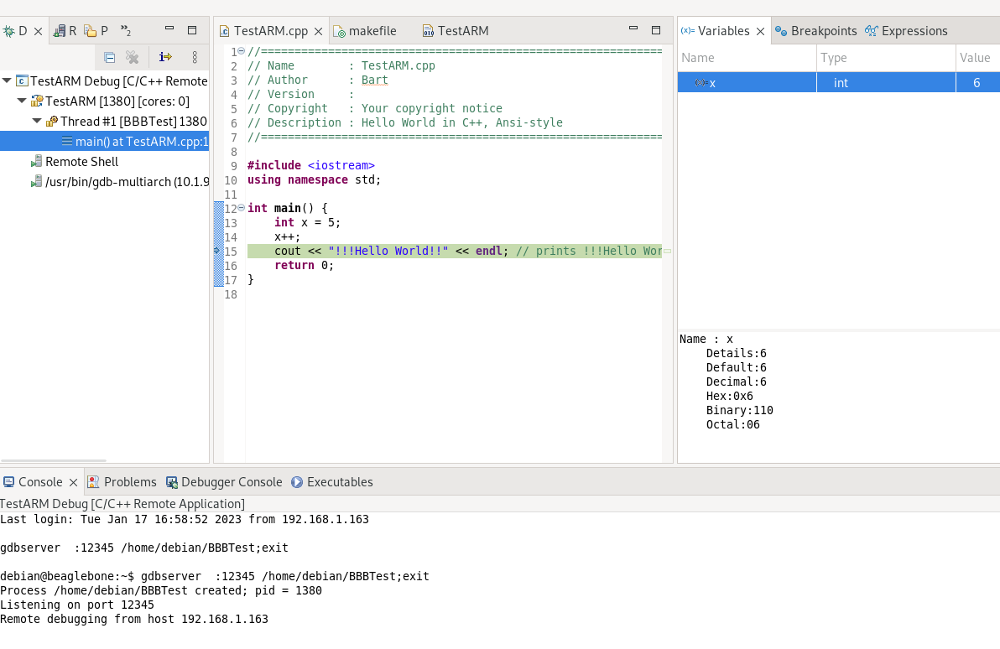 D R P »2
TestARM Debug [C/C++ Remote
TestARM [1380] [cores: 0]
Thread #1 [BBBTest] 1380
main() at TestARM.cpp:1
Remote Shell
/usr/bin/gdb-multiarch (10.1.9
TestARM.cpp makefile TestARM
1 //============================================================
2 // Name        : TestARM.cpp
3 // Author      : Bart
4 // Version     :
5 // Copyright   : Your copyright notice
6 // Description : Hello World in C++, Ansi-style
7 //============================================================
8
9 #include <iostream>
10 using namespace std;
11
12 int main() {
13     int x = 5;
14     x++;
15     cout << "!!!Hello World!!" << endl; // prints !!!Hello Wor
16     return 0;
17 }
18
(x)= Variables Breakpoints Expressions
Name Type Value
(x)= x int 6
Name : x
    Details:6
    Default:6
    Decimal:6
    Hex:0x6
    Binary:110
    Octal:06
Console Problems Debugger Console Executables
TestARM Debug [C/C++ Remote Application]
Last login: Tue Jan 17 16:58:52 2023 from 192.168.1.163
gdbserver  :12345 /home/debian/BBBTest;exit
debian@beaglebone:~$ gdbserver  :12345 /home/debian/BBBTest;exit
Process /home/debian/BBBTest created; pid = 1380
Listening on port 12345
Remote debugging from host 192.168.1.163